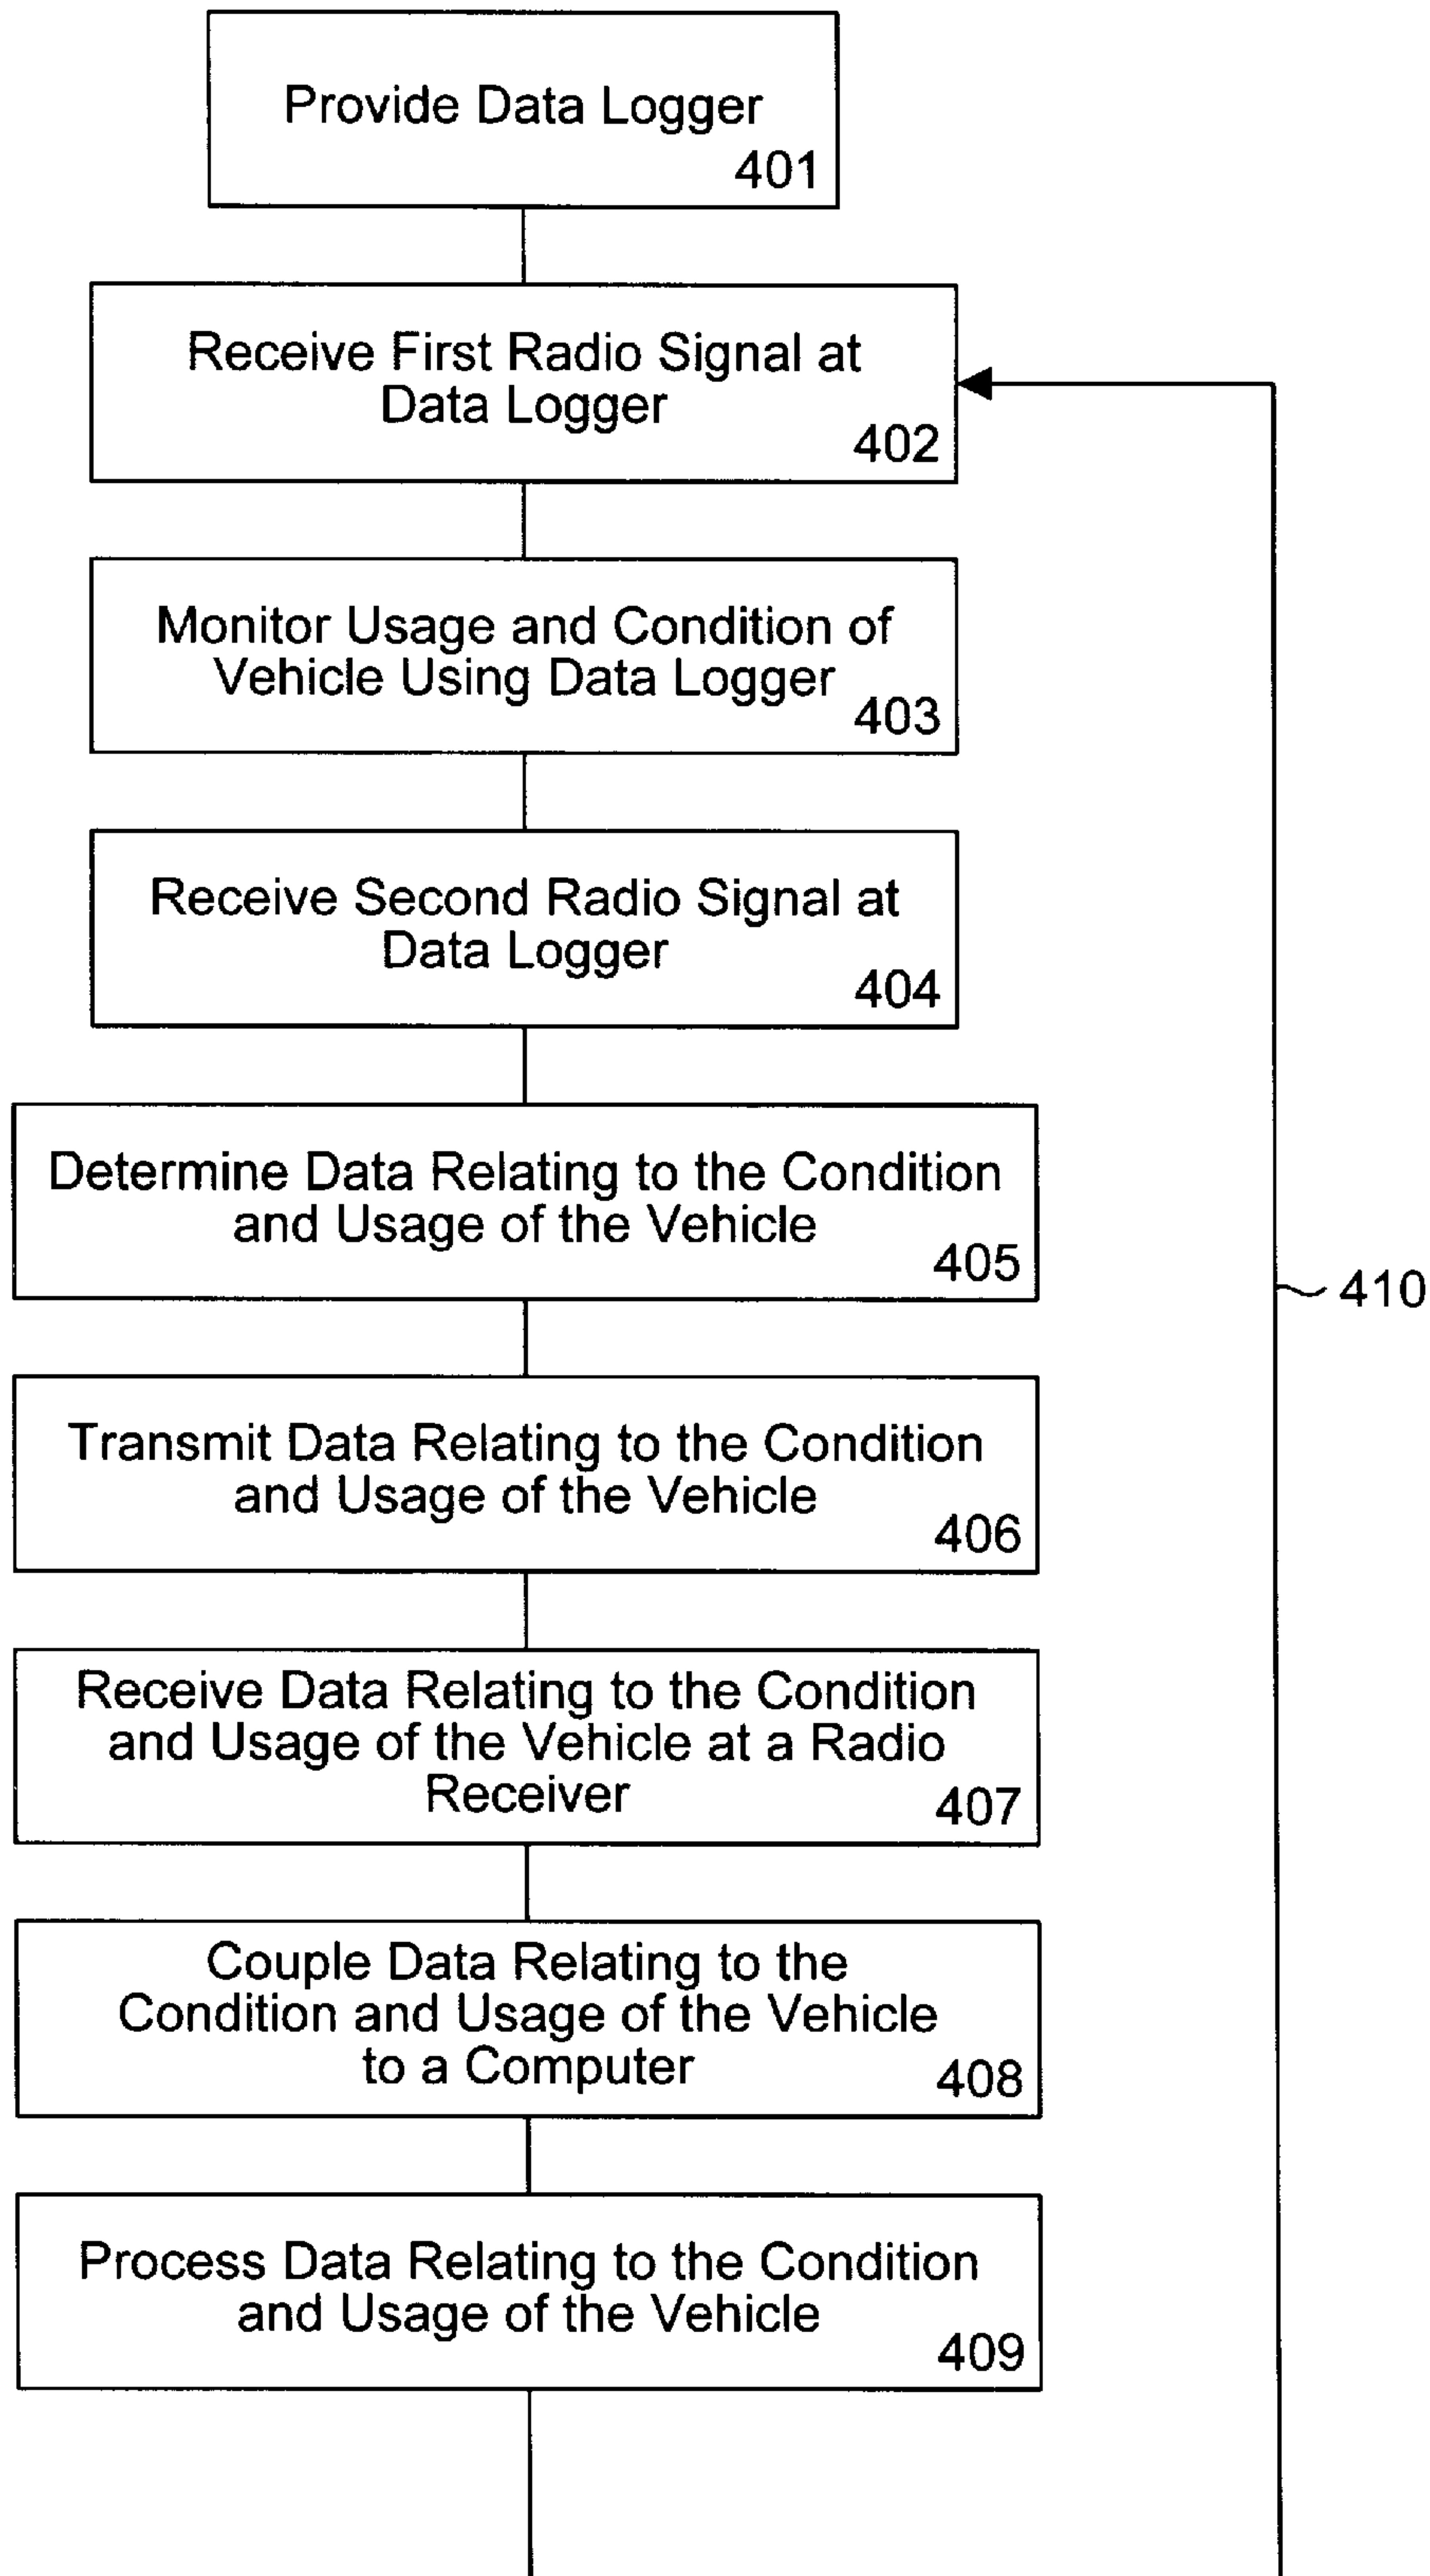 Provide Data Logger
401
Receive First Radio Signal at
Data Logger
402
Monitor Usage and Condition of
Vehicle Using Data Logger
403
Receive Second Radio Signal at
Data Logger
404
Determine Data Relating to the Condition
and Usage of the Vehicle
405
410
Transmit Data Relating to the Condition
and Usage of the Vehicle
406
Receive Data Relating to the Condition
and Usage of the Vehicle at a Radio
Receiver
407
Couple Data Relating to the
Condition and Usage of the Vehicle
to a Computer
408
Process Data Relating to the Condition
and Usage of the Vehicle
409